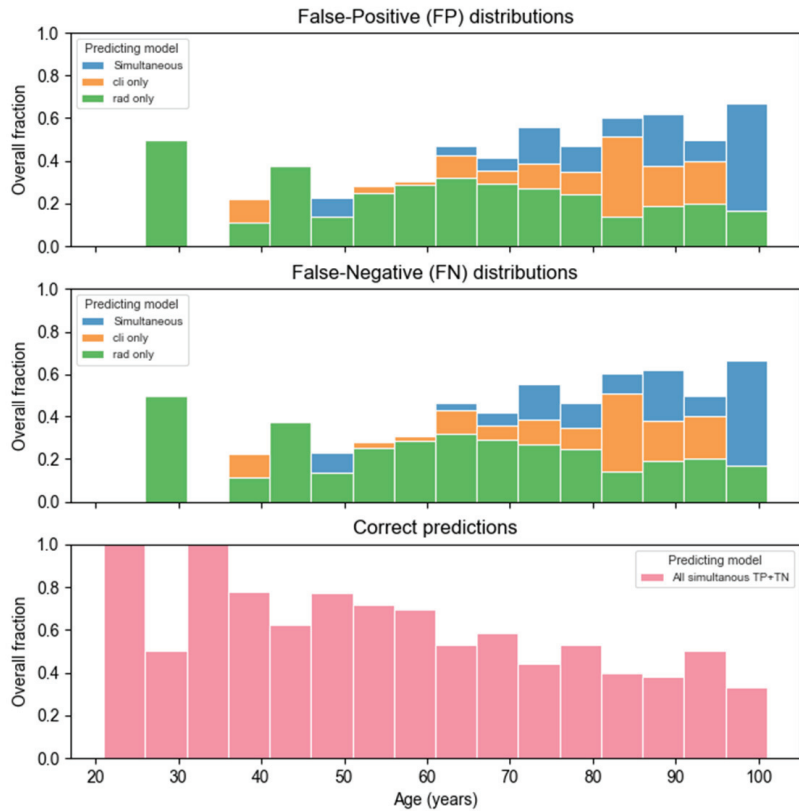 False-Positive (FP) distributions
Overall fraction
1.0
0.8
0.6
0.4
0.2
0.0
Predicting model
Simultaneous
cli only
rad only
False-Negative (FN) distributions
Overall fraction
1.0
0.8
0.6
0.4
0.2
0.0
Predicting model
Simultaneous
cli only
rad only
Correct predictions
Overall fraction
1.0
0.8
0.6
0.4
0.2
0.0
Predicting model
All simultanous TP+TN
20 30 40 50 60 70 80 90 100
Age (years)